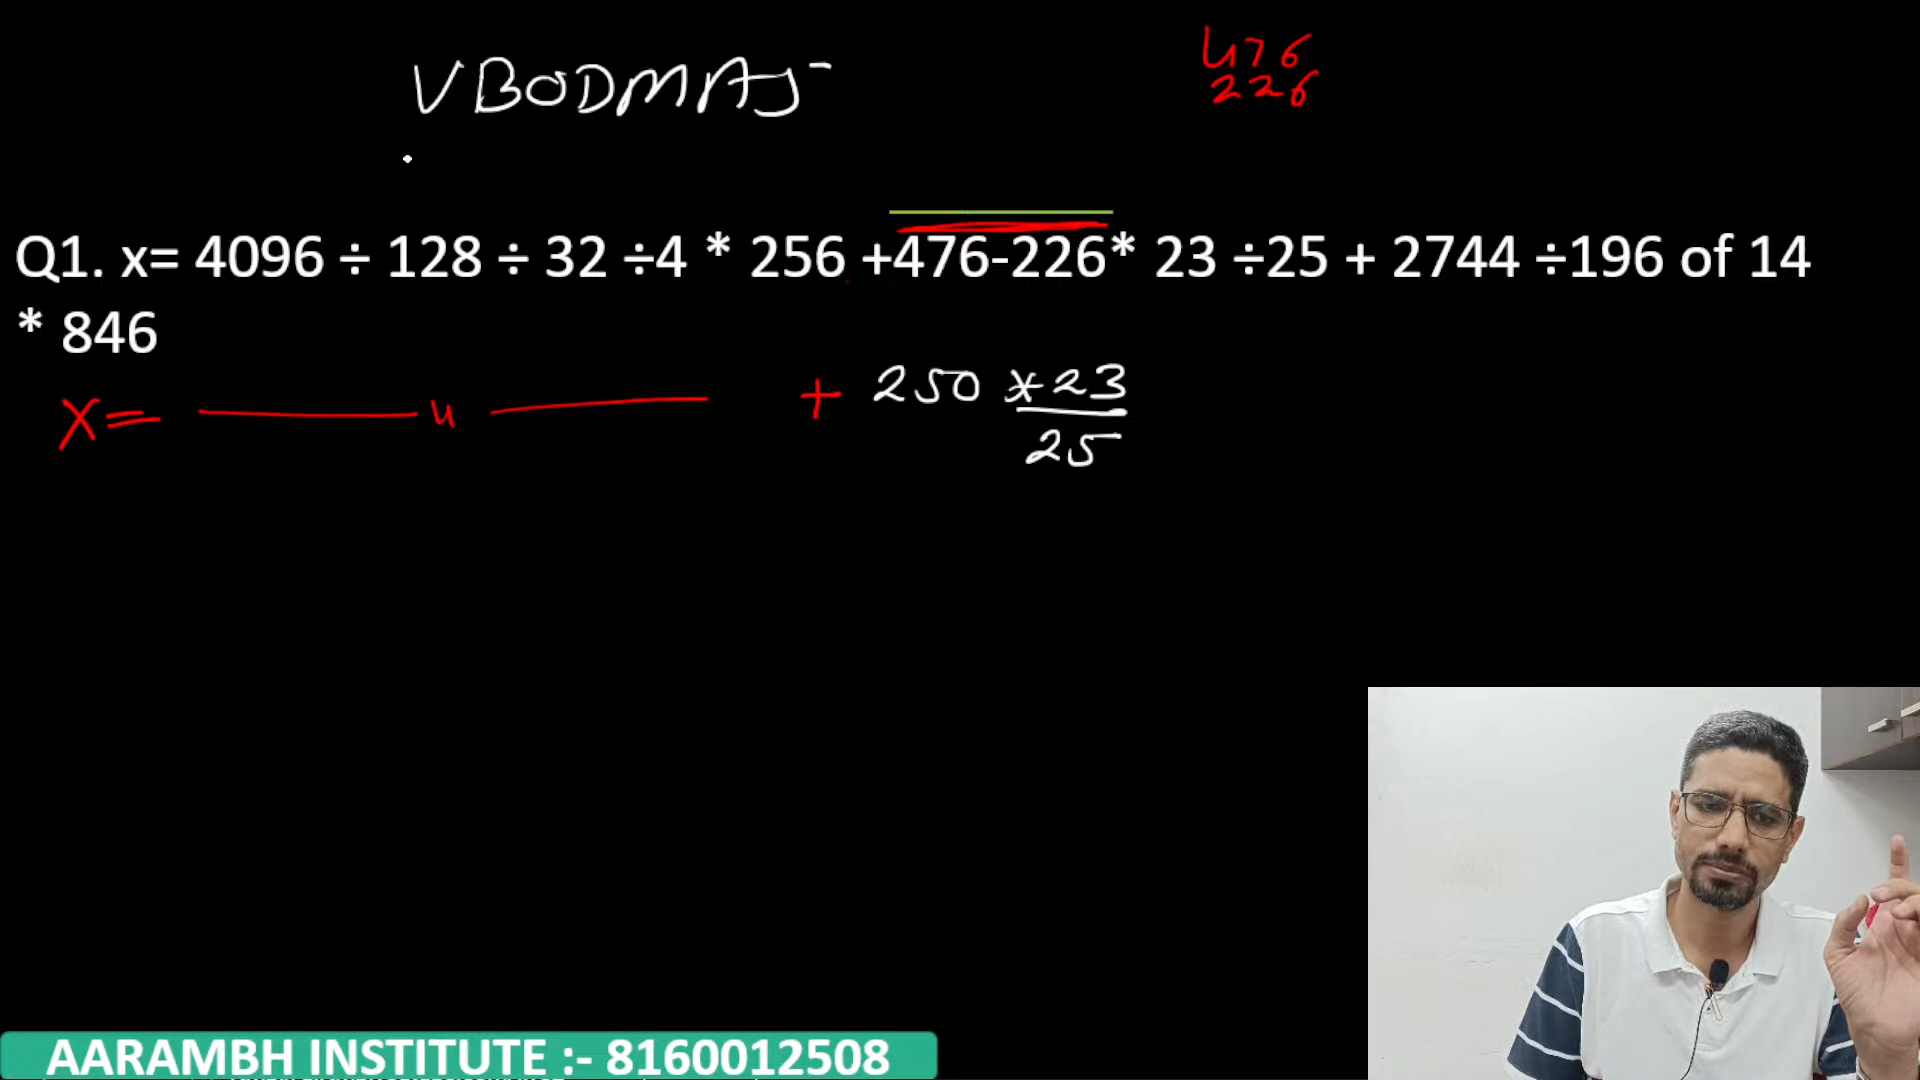 VBODMAS
476
226
Q1. x= 4096 ÷ 128 ÷ 32 ÷4 * 256 +476-226* 23 ÷25 + 2744 ÷196 of 14
* 846
X= —— 4 —— + 250 * 23
25
AARAMBH INSTITUTE :- 8160012508